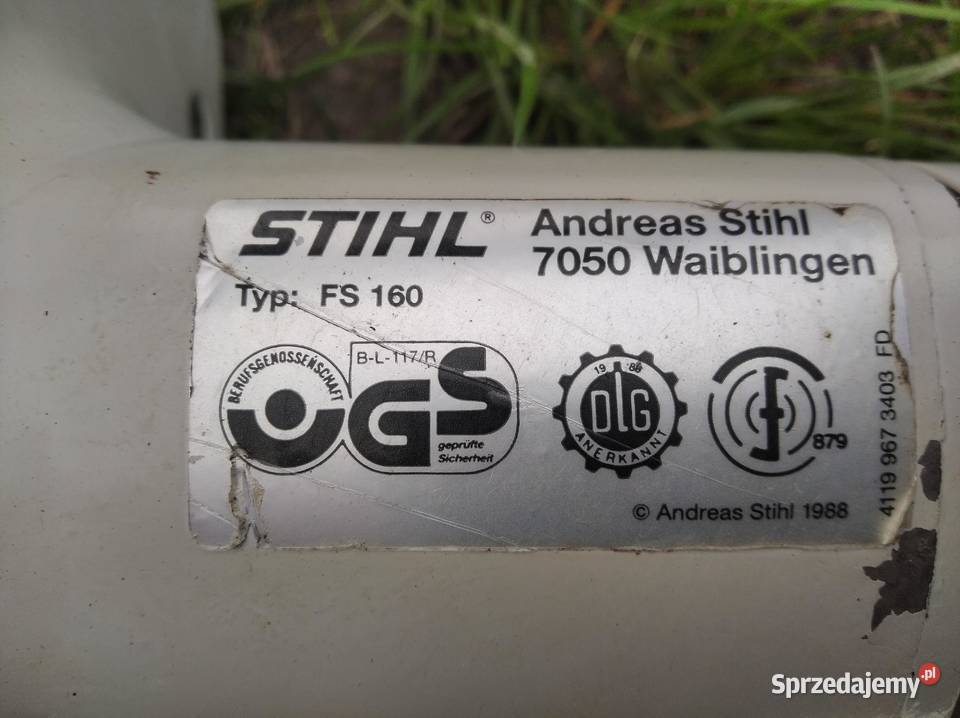 STIHL®
Andreas Stihl
7050 Waiblingen
Typ: FS 160
BERUFSGENOSSENSCHAFT
B-L-117/R
GS
geprüfte
Sicherheit
19 88
DLG
ANERKANNT
F
879
4119 967 3403 FD
© Andreas Stihl 1988
Sprzedajemy.pl